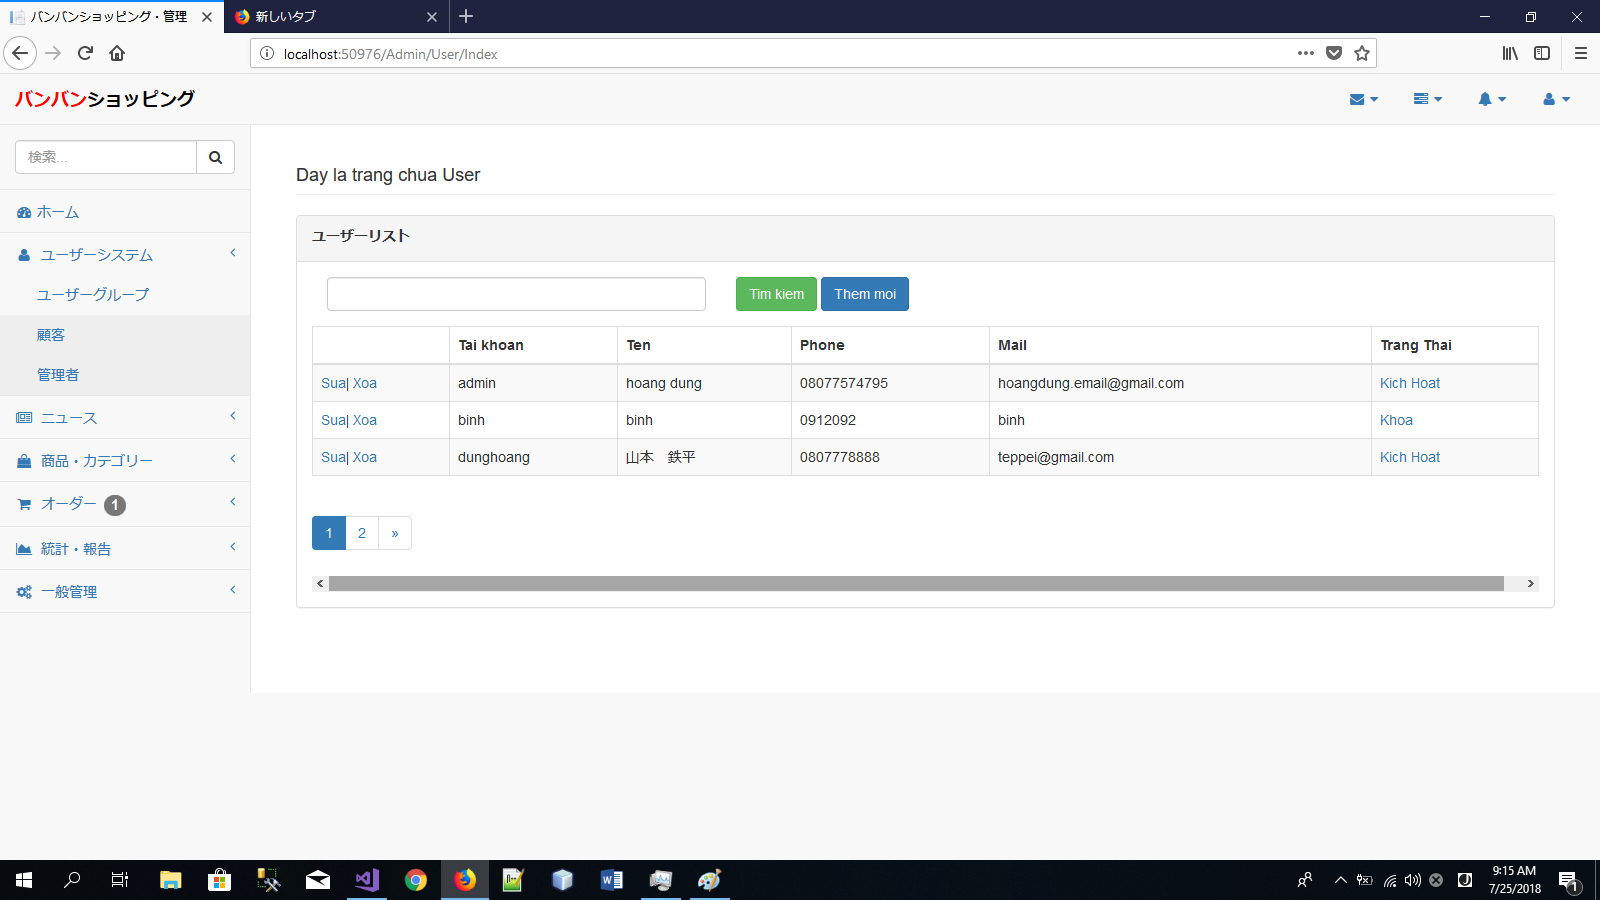 バンバンショッピング・管理
新しいタブ
localhost:50976/Admin/User/Index
バンバンショッピング
検索...
ホーム
ユーザーシステム
ユーザーグループ
顧客
管理者
ニュース
商品・カテゴリー
オーダー 1
統計・報告
一般管理
Day la trang chua User
ユーザーリスト
Tim kiem Them moi
Tai khoan Ten Phone Mail Trang Thai
Sua| Xoa admin hoang dung 08077574795 hoangdung.email@gmail.com Kich Hoat
Sua| Xoa binh binh 0912092 binh Khoa
Sua| Xoa dunghoang 山本　鉄平 0807778888 teppei@gmail.com Kich Hoat
1 2 »
9:15 AM
7/25/2018
1